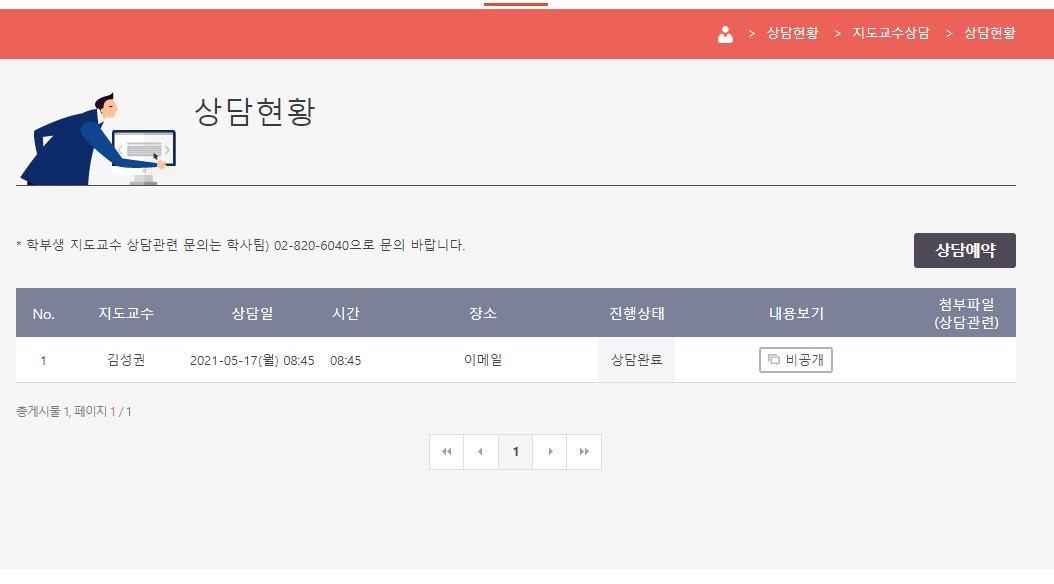 > 상담현황 > 지도교수상담 > 상담현황
상담현황
* 학부생 지도교수 상담관련 문의는 학사팀) 02-820-6040으로 문의 바랍니다.
상담예약
No. 지도교수 상담일 시간 장소 진행상태 내용보기 첨부파일
(상담관련)
1 김성권 2021-05-17(월) 08:45 08:45 이메일 상담완료 비공개
총게시물 1, 페이지 1 / 1
1